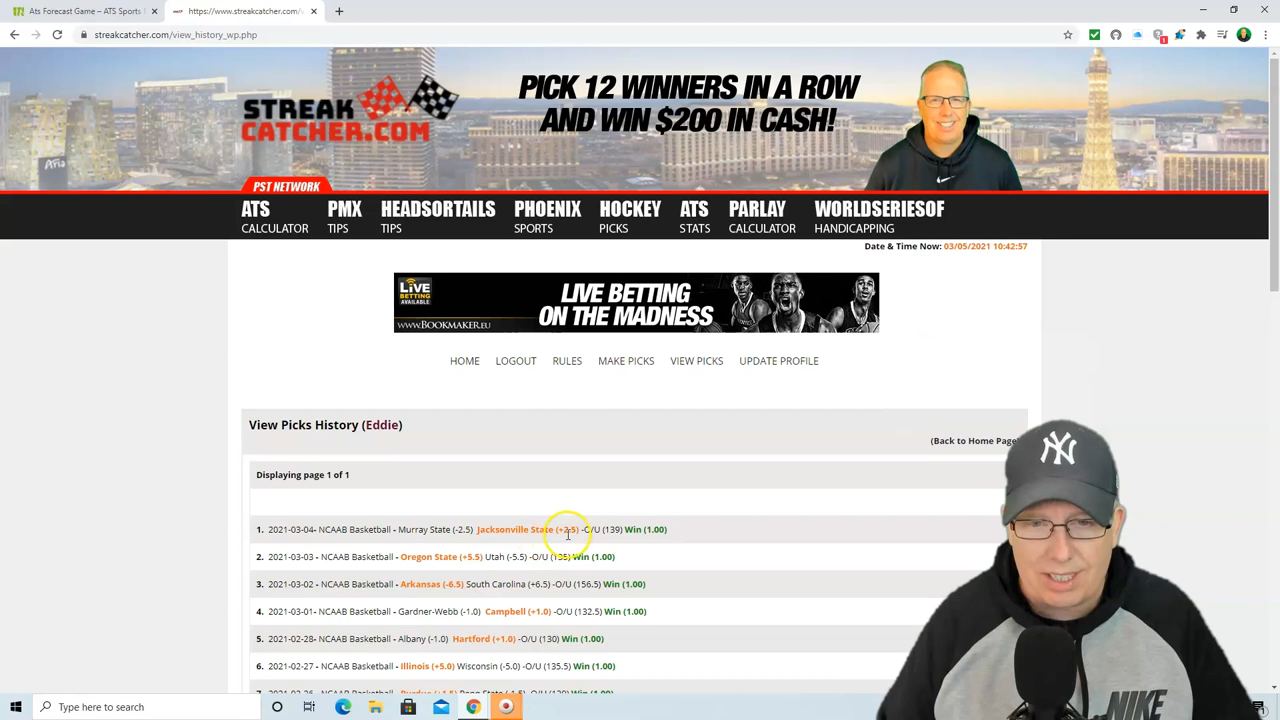 Ats Forecast Game – ATS Sports
https://www.streakcatcher.com/v
streakcatcher.com/view_history_wp.php
STREAK
CATCHER.COM
PICK 12 WINNERS IN A ROW
AND WIN $200 IN CASH!
Aria
PST NETWORK
ATS PMX HEADSORTAILS PHOENIX HOCKEY ATS PARLAY WORLDSERIESOF
CALCULATOR TIPS TIPS SPORTS PICKS STATS CALCULATOR HANDICAPPING
Date & Time Now: 03/05/2021 10:42:57
LiVE
BETTING
AVAILABLE
WWW.BOOKMAKER.EU
LIVE BETTING
ON THE MADNESS
HOME LOGOUT RULES MAKE PICKS VIEW PICKS UPDATE PROFILE
View Picks History (Eddie)
(Back to Home Page)
Displaying page 1 of 1
1. 2021-03-04- NCAAB Basketball - Murray State (-2.5) Jacksonville State (+2.5) -O/U (139) Win (1.00)
2. 2021-03-03 - NCAAB Basketball - Oregon State (+5.5) Utah (-5.5) -O/U (135) Win (1.00)
3. 2021-03-02 - NCAAB Basketball - Arkansas (-6.5) South Carolina (+6.5) -O/U (156.5) Win (1.00)
4. 2021-03-01 - NCAAB Basketball - Gardner-Webb (-1.0) Campbell (+1.0) -O/U (132.5) Win (1.00)
5. 2021-02-28- NCAAB Basketball - Albany (-1.0) Hartford (+1.0) -O/U (130) Win (1.00)
6. 2021-02-27 - NCAAB Basketball - Illinois (+5.0) Wisconsin (-5.0) -O/U (135.5) Win (1.00)
NY
NIKE
Type here to search